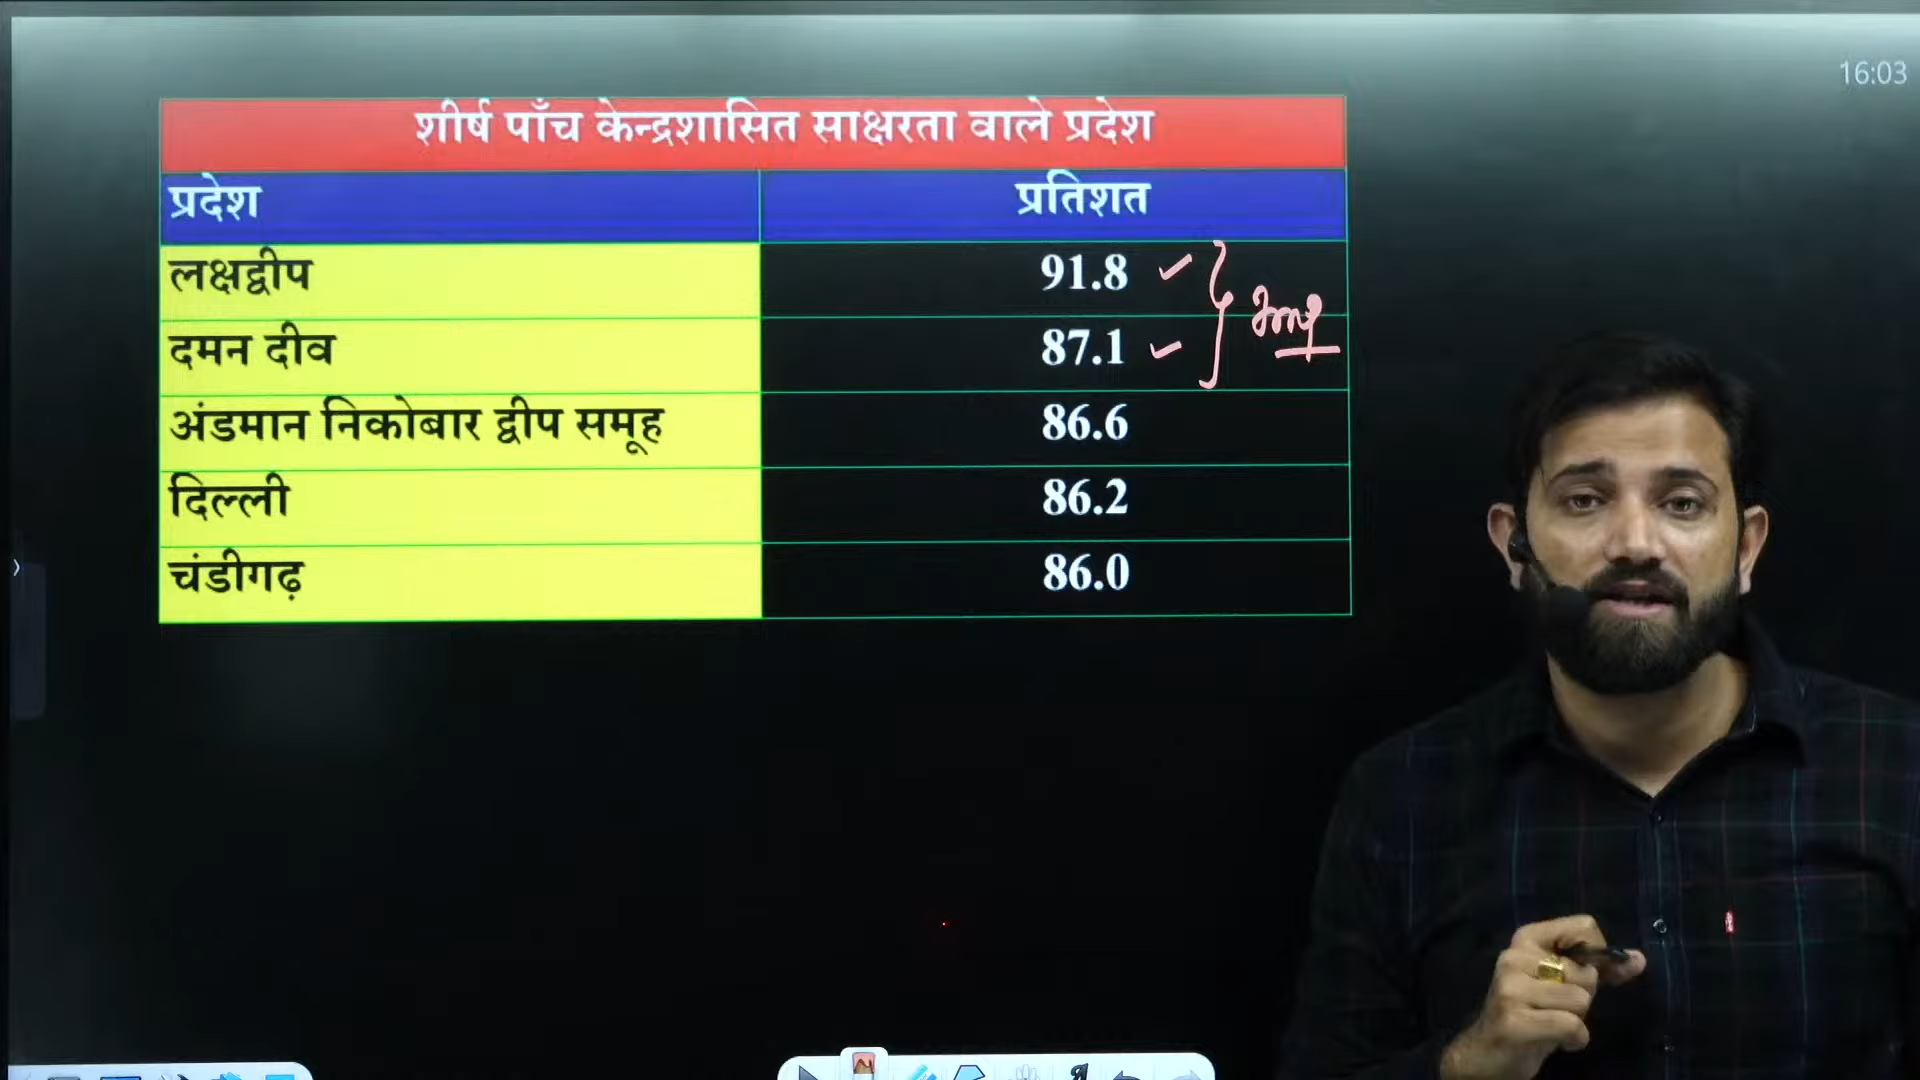 16:03
शीर्ष पाँच केन्द्रशासित साक्षरता वाले प्रदेश
प्रदेश प्रतिशत
लक्षद्वीप 91.8
दमन दीव 87.1
Imp
अंडमान निकोबार द्वीप समूह 86.6
दिल्ली 86.2
चंडीगढ़ 86.0